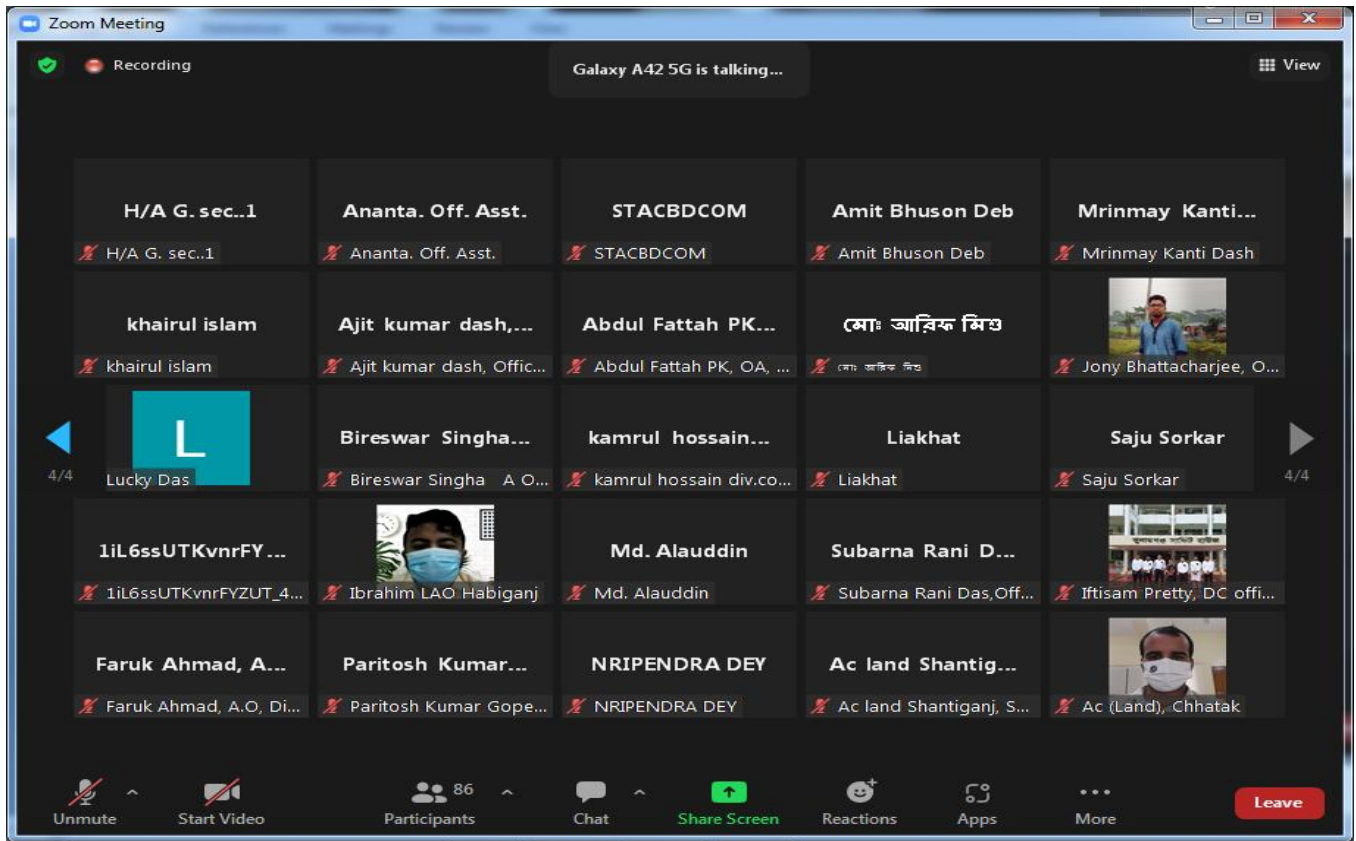 Zoom Meeting
Recording
Galaxy A42 5G is talking...
View
H/A G. sec..1
H/A G. sec..1
Ananta. Off. Asst.
Ananta. Off. Asst.
STACBDCOM
STACBDCOM
Amit Bhuson Deb
Amit Bhuson Deb
Mrinmay Kanti...
Mrinmay Kanti Dash
khairul islam
khairul islam
Ajit kumar dash,...
Ajit kumar dash, Offic...
Abdul Fattah PK...
Abdul Fattah PK, OA, ...
মোঃ আরিফ
মোঃ আরিফ
Jony Bhattacharjee, O...
4/4
L
Lucky Das
Bireswar Singha...
Bireswar Singha A O...
kamrul hossain...
kamrul hossain div.co...
Liakhat
Liakhat
Saju Sorkar
Saju Sorkar
4/4
1iL6ssUTKvnrFY...
1iL6ssUTKvnrFYZUT_4...
Ibrahim LAO Habiganj
Md. Alauddin
Md. Alauddin
Subarna Rani D...
Subarna Rani Das,Off...
সুনামগঞ্জ সার্কিট হাউজ
Iftisam Pretty, DC offi...
Faruk Ahmad, A...
Faruk Ahmad, A.O, Di...
Paritosh Kumar...
Paritosh Kumar Gope...
NRIPENDRA DEY
NRIPENDRA DEY
Ac land Shantig...
Ac land Shantiganj, S...
Ac (Land), Chhatak
Unmute
Start Video
86
Participants
Chat
Share Screen
Reactions
Apps
More
Leave